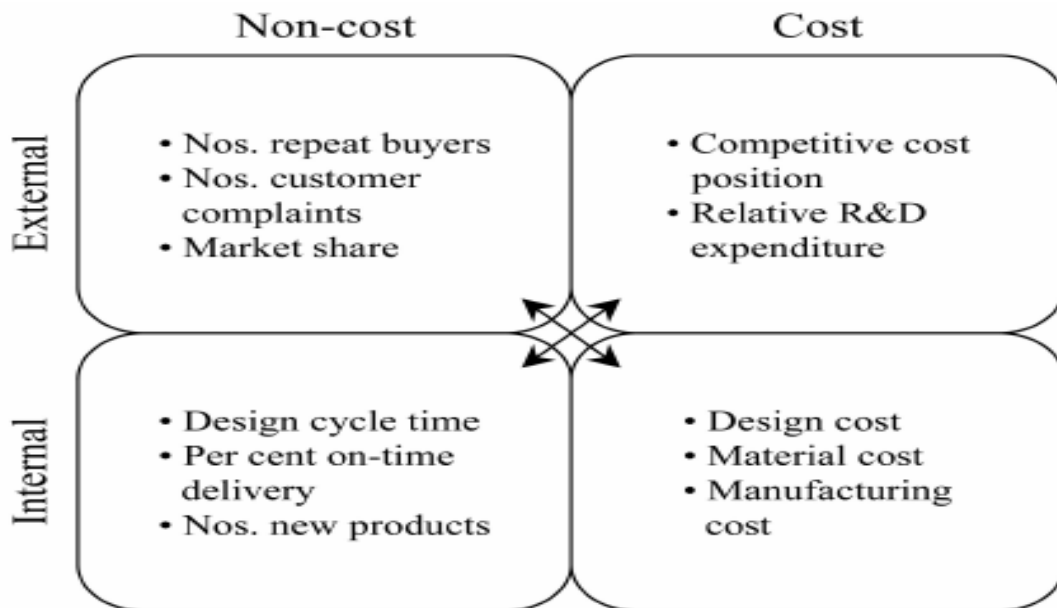 Non-cost
Cost
External
• Nos. repeat buyers
• Nos. customer
complaints
• Market share
• Competitive cost
position
• Relative R&D
expenditure
Internal
• Design cycle time
• Per cent on-time
delivery
• Nos. new products
• Design cost
• Material cost
• Manufacturing
cost